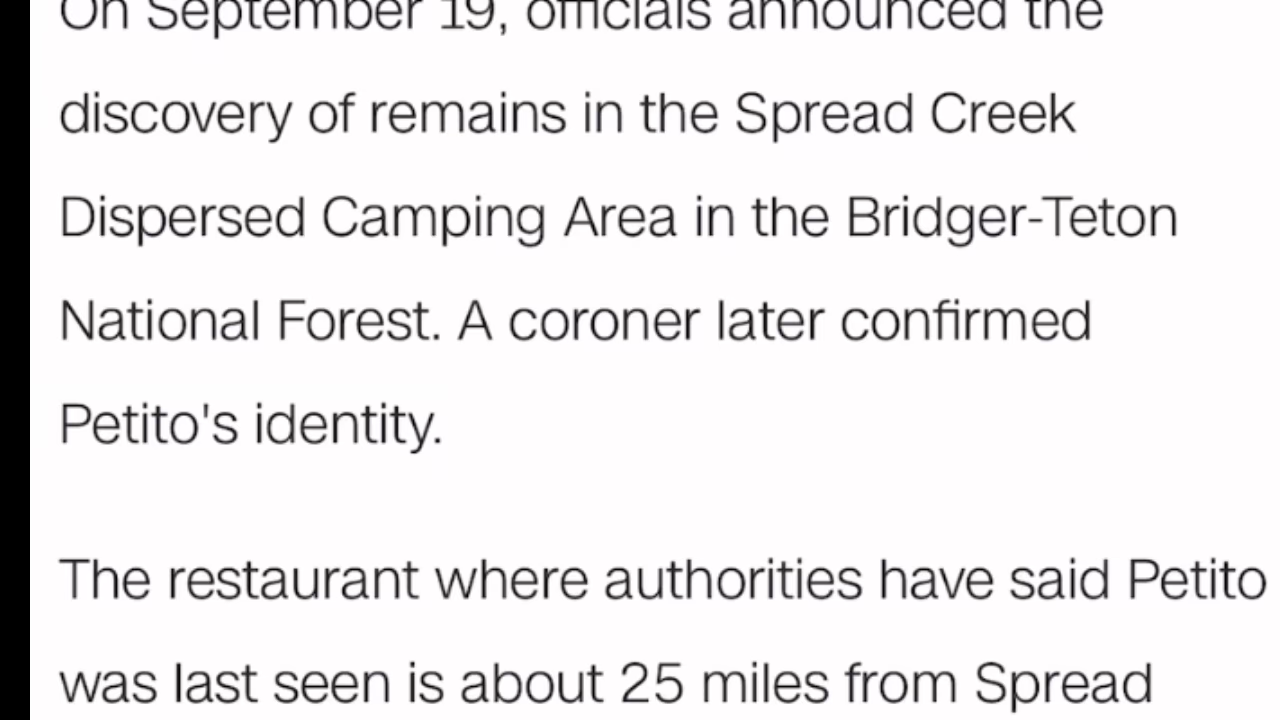 On September 19, officials announced the
discovery of remains in the Spread Creek
Dispersed Camping Area in the Bridger-Teton
National Forest. A coroner later confirmed
Petito's identity.
The restaurant where authorities have said Petito
was last seen is about 25 miles from Spread